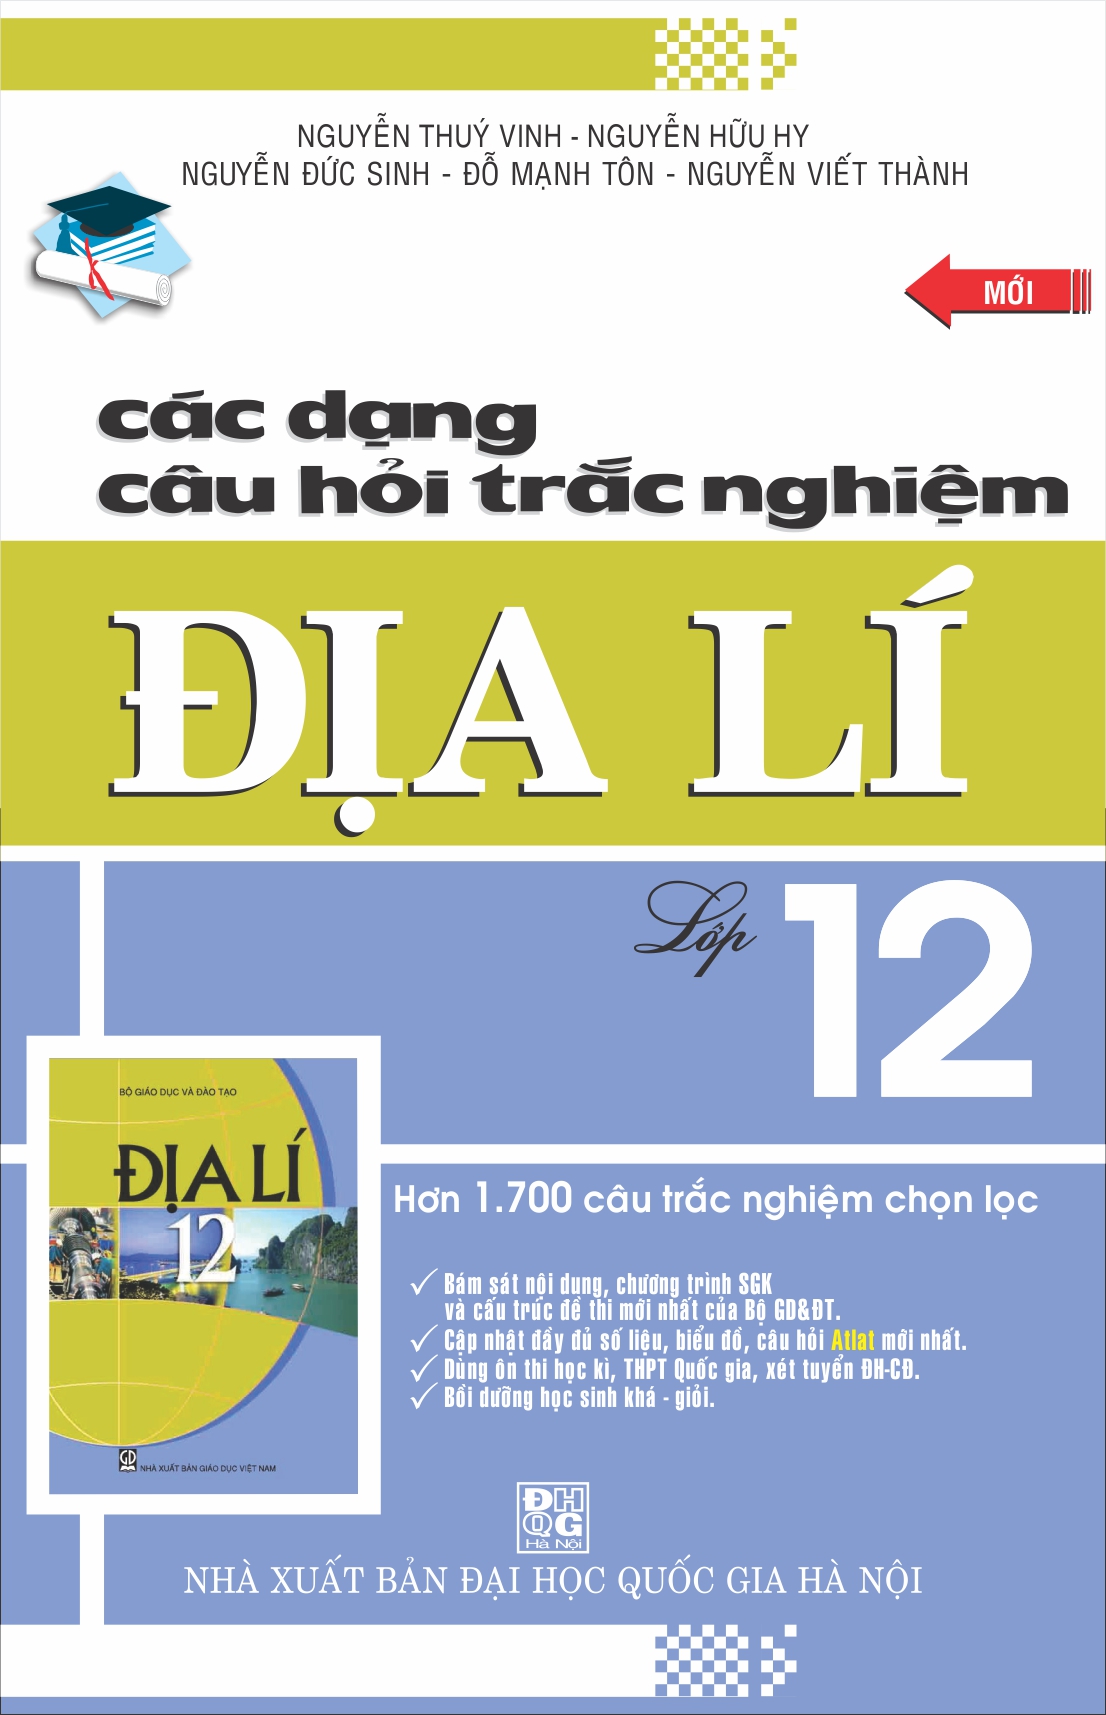 NGUYỄN THUÝ VINH - NGUYỄN HỮU HY
NGUYỄN ĐỨC SINH - ĐỖ MẠNH TÔN - NGUYỄN VIẾT THÀNH
MỚI
các dạng
câu hỏi trắc nghiệm
ĐỊA LÍ
Lớp 12
BỘ GIÁO DỤC VÀ ĐÀO TẠO
ĐỊA LÍ
12
GD
NHÀ XUẤT BẢN GIÁO DỤC VIỆT NAM
Hơn 1.700 câu trắc nghiệm chọn lọc
✓ Bám sát nội dung, chương trình SGK
và cấu trúc đề thi mới nhất của Bộ GD&ĐT.
✓ Cập nhật đầy đủ số liệu, biểu đồ, câu hỏi Atlat mới nhất.
✓ Dùng ôn thi học kì, THPT Quốc gia, xét tuyển ĐH-CĐ.
✓ Bồi dưỡng học sinh khá - giỏi.
ĐH
QG
Hà Nội
NHÀ XUẤT BẢN ĐẠI HỌC QUỐC GIA HÀ NỘI